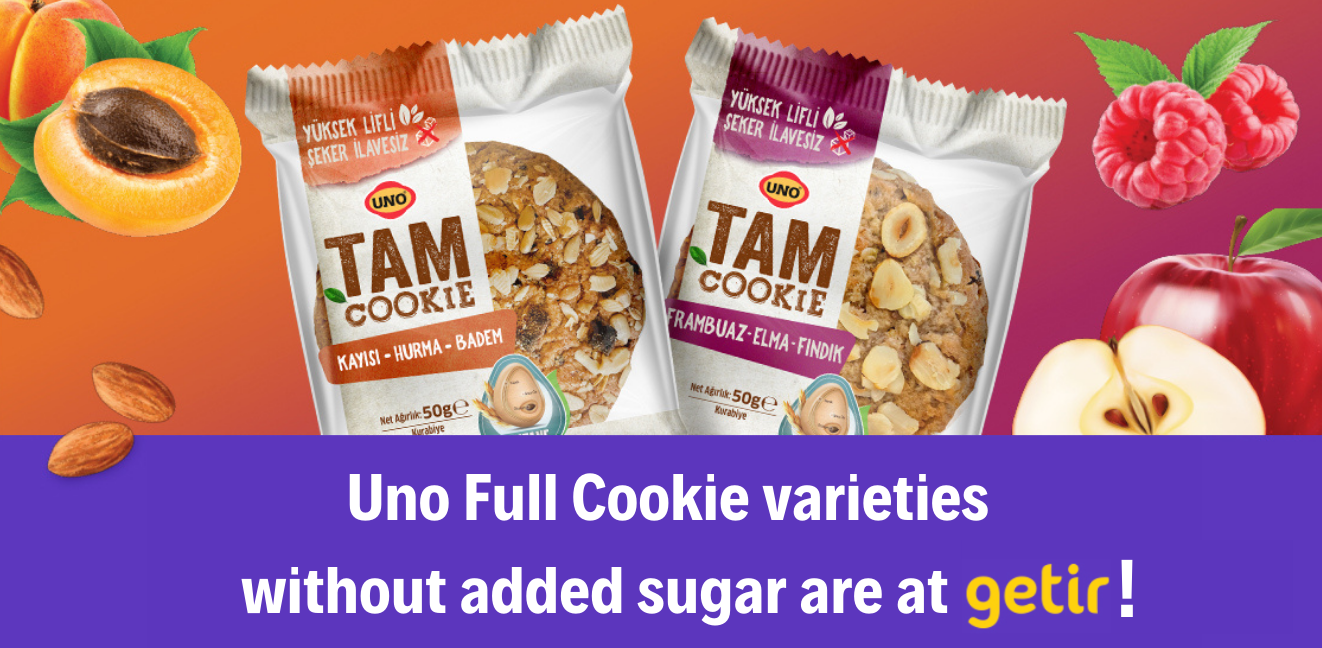 YÜKSEK LİFLİ
ŞEKER İLAVESİZ
UNO
TAM
COOKIE
KAYISI - HURMA - BADEM
Net Ağırlık: 50g℮
Kurabiye
YÜKSEK LİFLİ
ŞEKER İLAVESİZ
UNO
TAM
COOKIE
FRAMBUAZ - ELMA - FINDIK
Net Ağırlık: 50g℮
Kurabiye
Uno Full Cookie varieties
without added sugar are at getir!